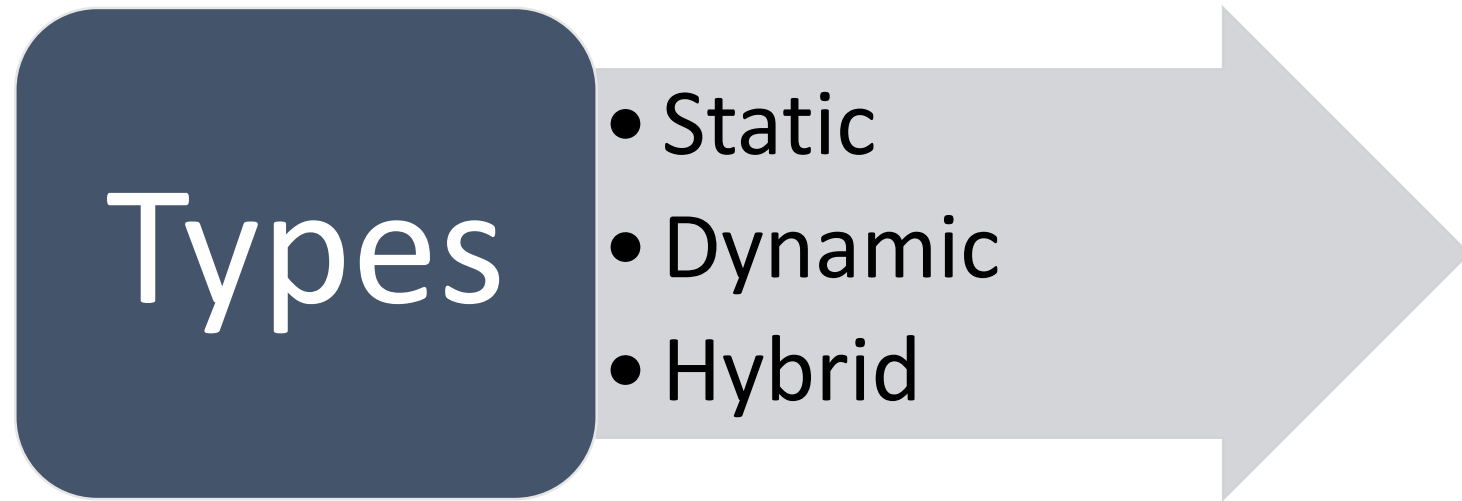 Types
• Static
• Dynamic
• Hybrid